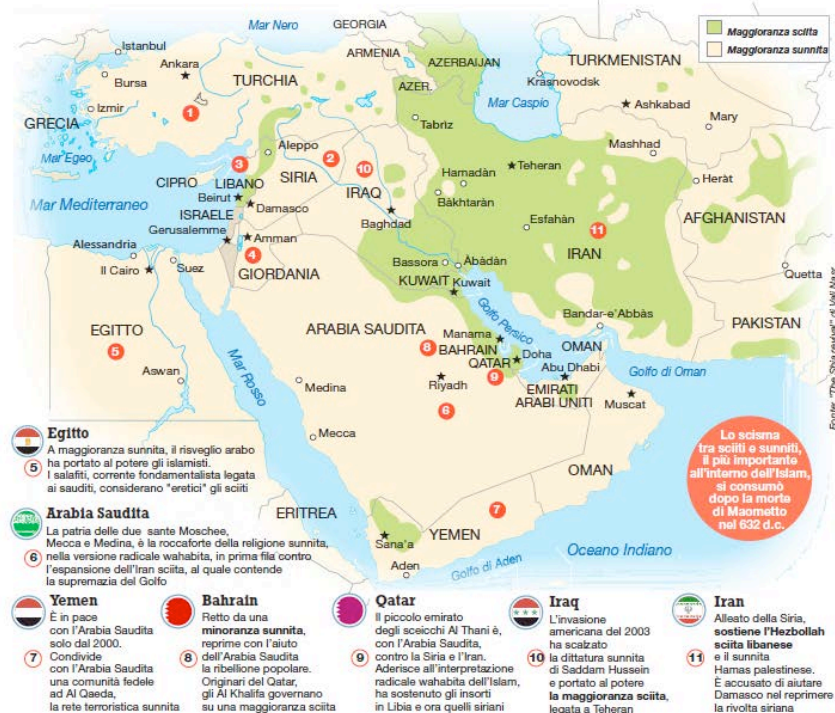 Maggioranza sciita
Maggioranza sunnita
Mar Nero
GEORGIA
Istanbul
Ankara
ARMENIA
AZERBAIJAN
TURKMENISTAN
Bursa
TURCHIA
AZER.
Krasnovodsk
Izmir
1
Mar Caspio
Ashkabad
GRECIA
Tabrìz
Mary
Mar Egeo
Aleppo
Mashhad
3
2
10
Hamadàn
Teheran
CIPRO
LIBANO
SIRIA
Heràt
Beirut
IRAQ
Bàkhtaràn
Mar Mediterraneo
ISRAELE
Damasco
Baghdad
Esfahàn
11
AFGHANISTAN
Gerusalemme
Amman
IRAN
Alessandria
4
Bassora
Àbàdàn
Il Cairo
Suez
GIORDANIA
KUWAIT
Kuwait
Quetta
Golfo Persico
Bandar-e'Abbàs
PAKISTAN
EGITTO
ARABIA SAUDITA
Manama
OMAN
5
8
BAHRAIN
Doha
Mar Rosso
QATAR
Abu Dhabi
Golfo di Oman
Aswan
Medina
Riyadh
9
EMIRATI
ARABI UNITI
Muscat
6
Mecca
Fonte: "The Shia revival" di Vali Nasr
Lo scisma
tra sciiti e sunniti,
il più importante
all'interno dell'Islam,
si consumò
dopo la morte
di Maometto
nel 632 d.c.
OMAN
ERITREA
7
YEMEN
Sana'a
Aden
Golfo di Aden
Oceano Indiano
Egitto
5
A maggioranza sunnita, il risveglio arabo
ha portato al potere gli islamisti.
I salafiti, corrente fondamentalista legata
ai sauditi, considerano "eretici" gli sciiti
Arabia Saudita
6
La patria delle due sante Moschee,
Mecca e Medina, è la roccaforte della religione sunnita,
nella versione radicale wahabita, in prima fila contro
l'espansione dell'Iran sciita, al quale contende
la supremazia del Golfo
Yemen
7
È in pace
con l'Arabia Saudita
solo dal 2000.
Condivide
con l'Arabia Saudita
una comunità fedele
ad Al Qaeda,
la rete terroristica sunnita
Bahrain
8
Retto da una
minoranza sunnita,
reprime con l'aiuto
dell'Arabia Saudita
la ribellione popolare.
Originari del Qatar,
gli Al Khalifa governano
su una maggioranza sciita
Qatar
9
Il piccolo emirato
degli sceicchi Al Thani è,
con l'Arabia Saudita,
contro la Siria e l'Iran.
Aderisce all'interpretazione
radicale wahabita dell'Islam,
ha sostenuto gli insorti
in Libia e ora quelli siriani
Iraq
10
L'invasione
americana del 2003
ha scalzato
la dittatura sunnita
di Saddam Hussein
e portato al potere
la maggioranza sciita,
legata a Teheran
Iran
11
Alleato della Siria,
sostiene l'Hezbollah
sciita libanese
e il sunnita
Hamas palestinese.
È accusato di aiutare
Damasco nel reprimere
la rivolta siriana